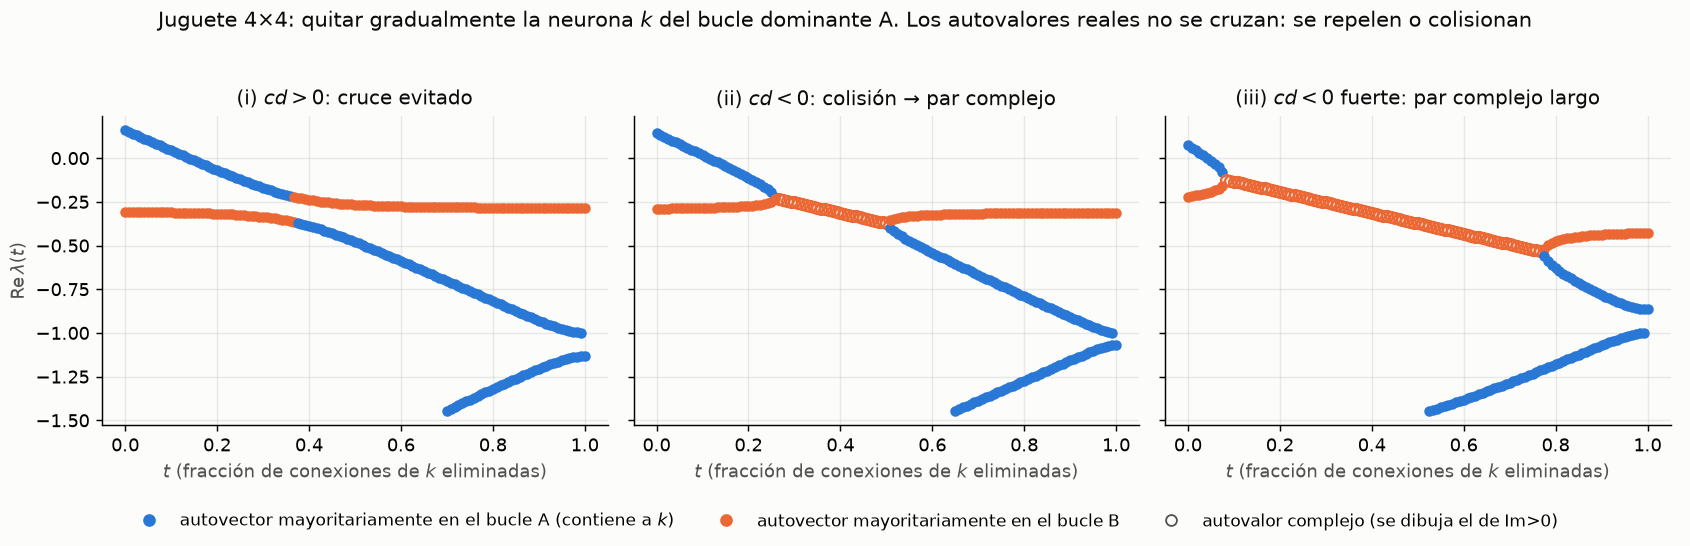 Juguete 4×4: quitar gradualmente la neurona k del bucle dominante A. Los autovalores reales no se cruzan: se repelen o colisionan
(i) cd > 0: cruce evitado
(ii) cd < 0: colisión → par complejo
(iii) cd < 0 fuerte: par complejo largo
Re λ(t)
0.00
−0.25
−0.50
−0.75
−1.00
−1.25
−1.50
0.0 0.2 0.4 0.6 0.8 1.0
0.0 0.2 0.4 0.6 0.8 1.0
0.0 0.2 0.4 0.6 0.8 1.0
t (fracción de conexiones de k eliminadas)
t (fracción de conexiones de k eliminadas)
t (fracción de conexiones de k eliminadas)
autovector mayoritariamente en el bucle A (contiene a k)
autovector mayoritariamente en el bucle B
autovalor complejo (se dibuja el de Im>0)